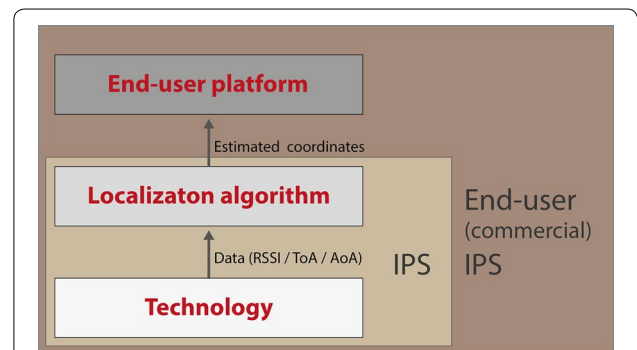 End-user platform
Estimated coordinates
Localizaton algorithm
Data (RSSI / ToA / AoA)
Technology
IPS
End-user
(commercial)
IPS